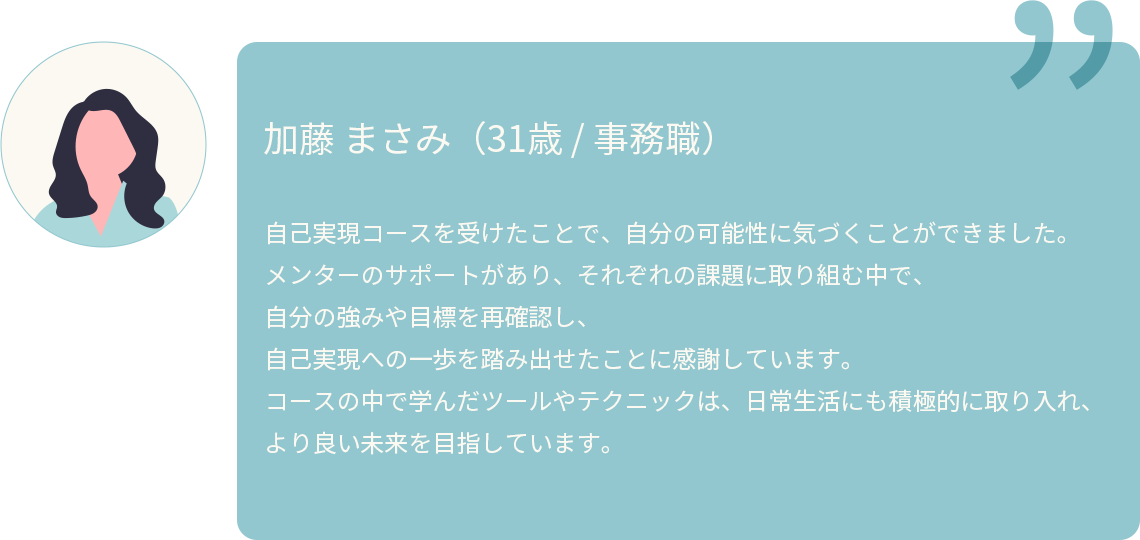 加藤 まさみ（31歳 / 事務職）
自己実現コースを受けたことで、自分の可能性に気づくことができました。
メンターのサポートがあり、それぞれの課題に取り組む中で、
自分の強みや目標を再確認し、
自己実現への一歩を踏み出せたことに感謝しています。
コースの中で学んだツールやテクニックは、日常生活にも積極的に取り入れ、
より良い未来を目指しています。